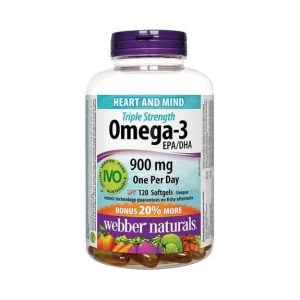 HEART AND MIND
Triple Strength
Omega-3
EPA/DHA
IVO
900 mg
One Per Day
120 Softgels
BONUS 20% MORE
webber naturals